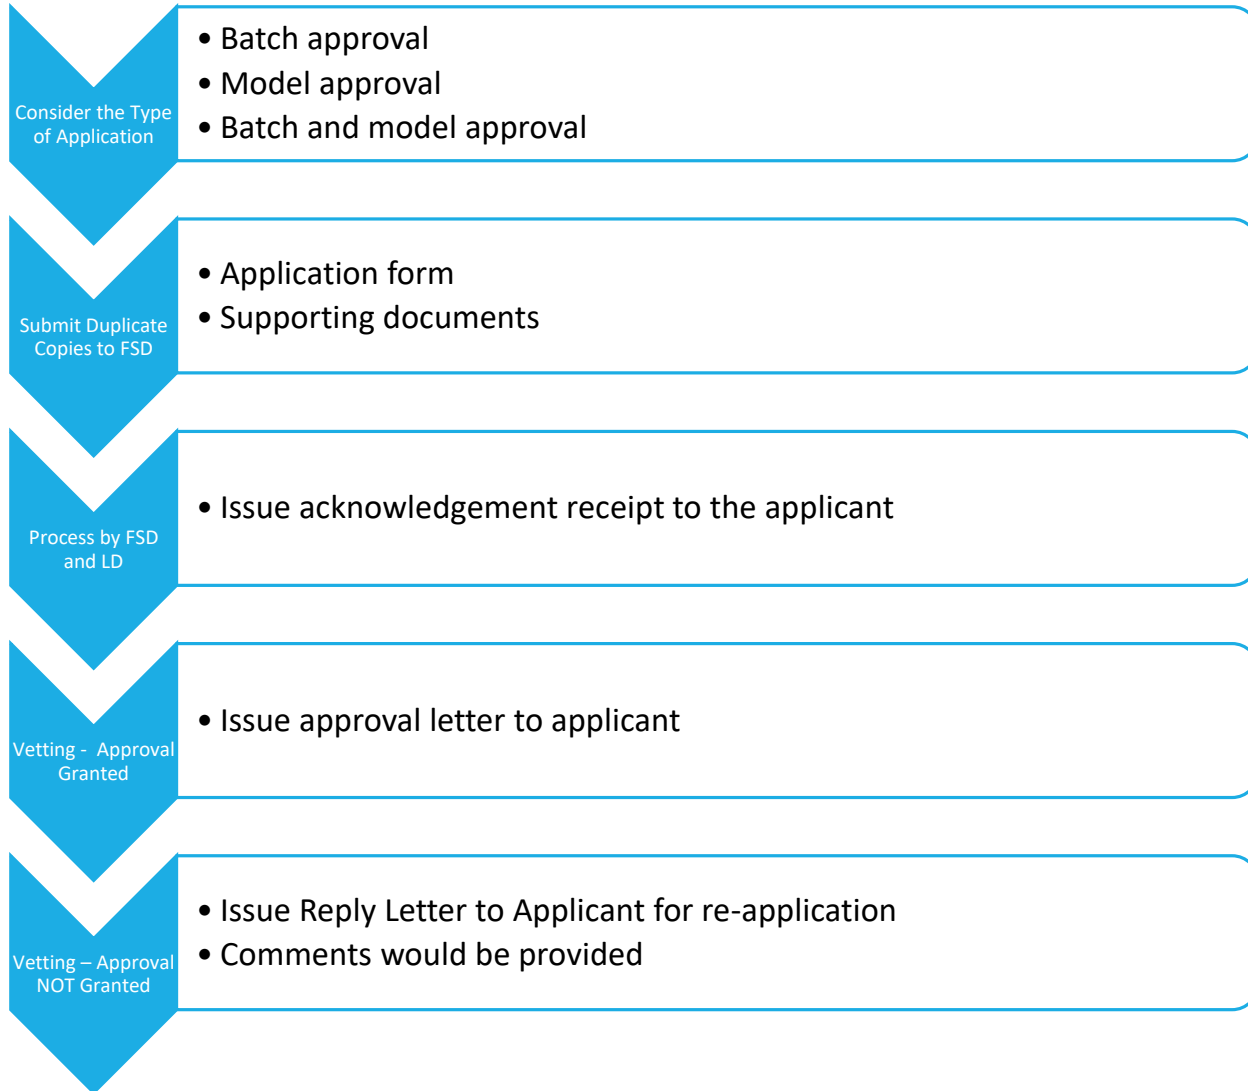 Consider the Type
of Application
• Batch approval
• Model approval
• Batch and model approval
Submit Duplicate
Copies to FSD
• Application form
• Supporting documents
Process by FSD
and LD
• Issue acknowledgement receipt to the applicant
Vetting - Approval
Granted
• Issue approval letter to applicant
Vetting – Approval
NOT Granted
• Issue Reply Letter to Applicant for re-application
• Comments would be provided